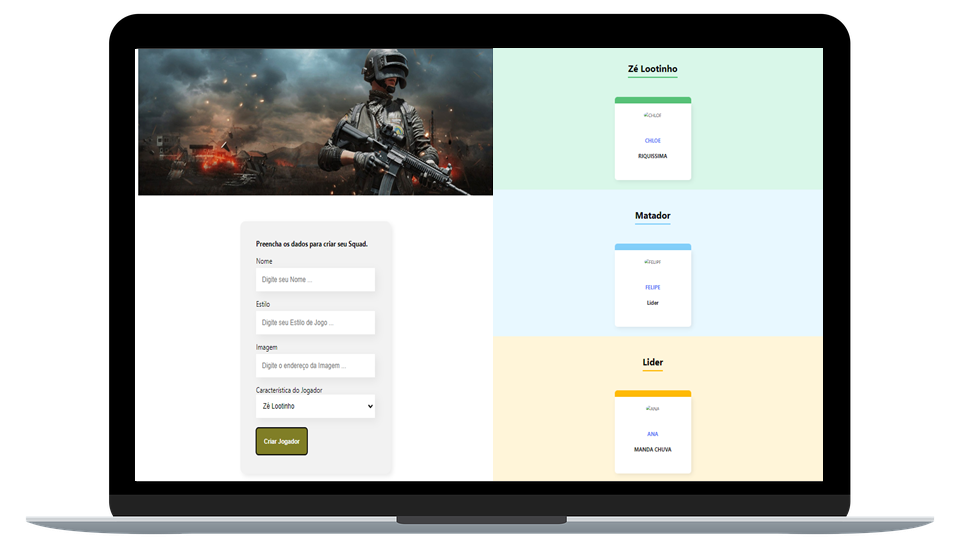 Preencha os dados para criar seu Squad.
Nome
Digite seu Nome ...
Estilo
Digite seu Estilo de Jogo ...
Imagem
Digite o endereço da Imagem ...
Característica do Jogador
Zé Lootinho
Criar Jogador
Zé Lootinho
CHLOE
CHLOE
RIQUISSIMA
Matador
FELIPE
FELIPE
Lider
Lider
ANA
ANA
MANDA CHUVA